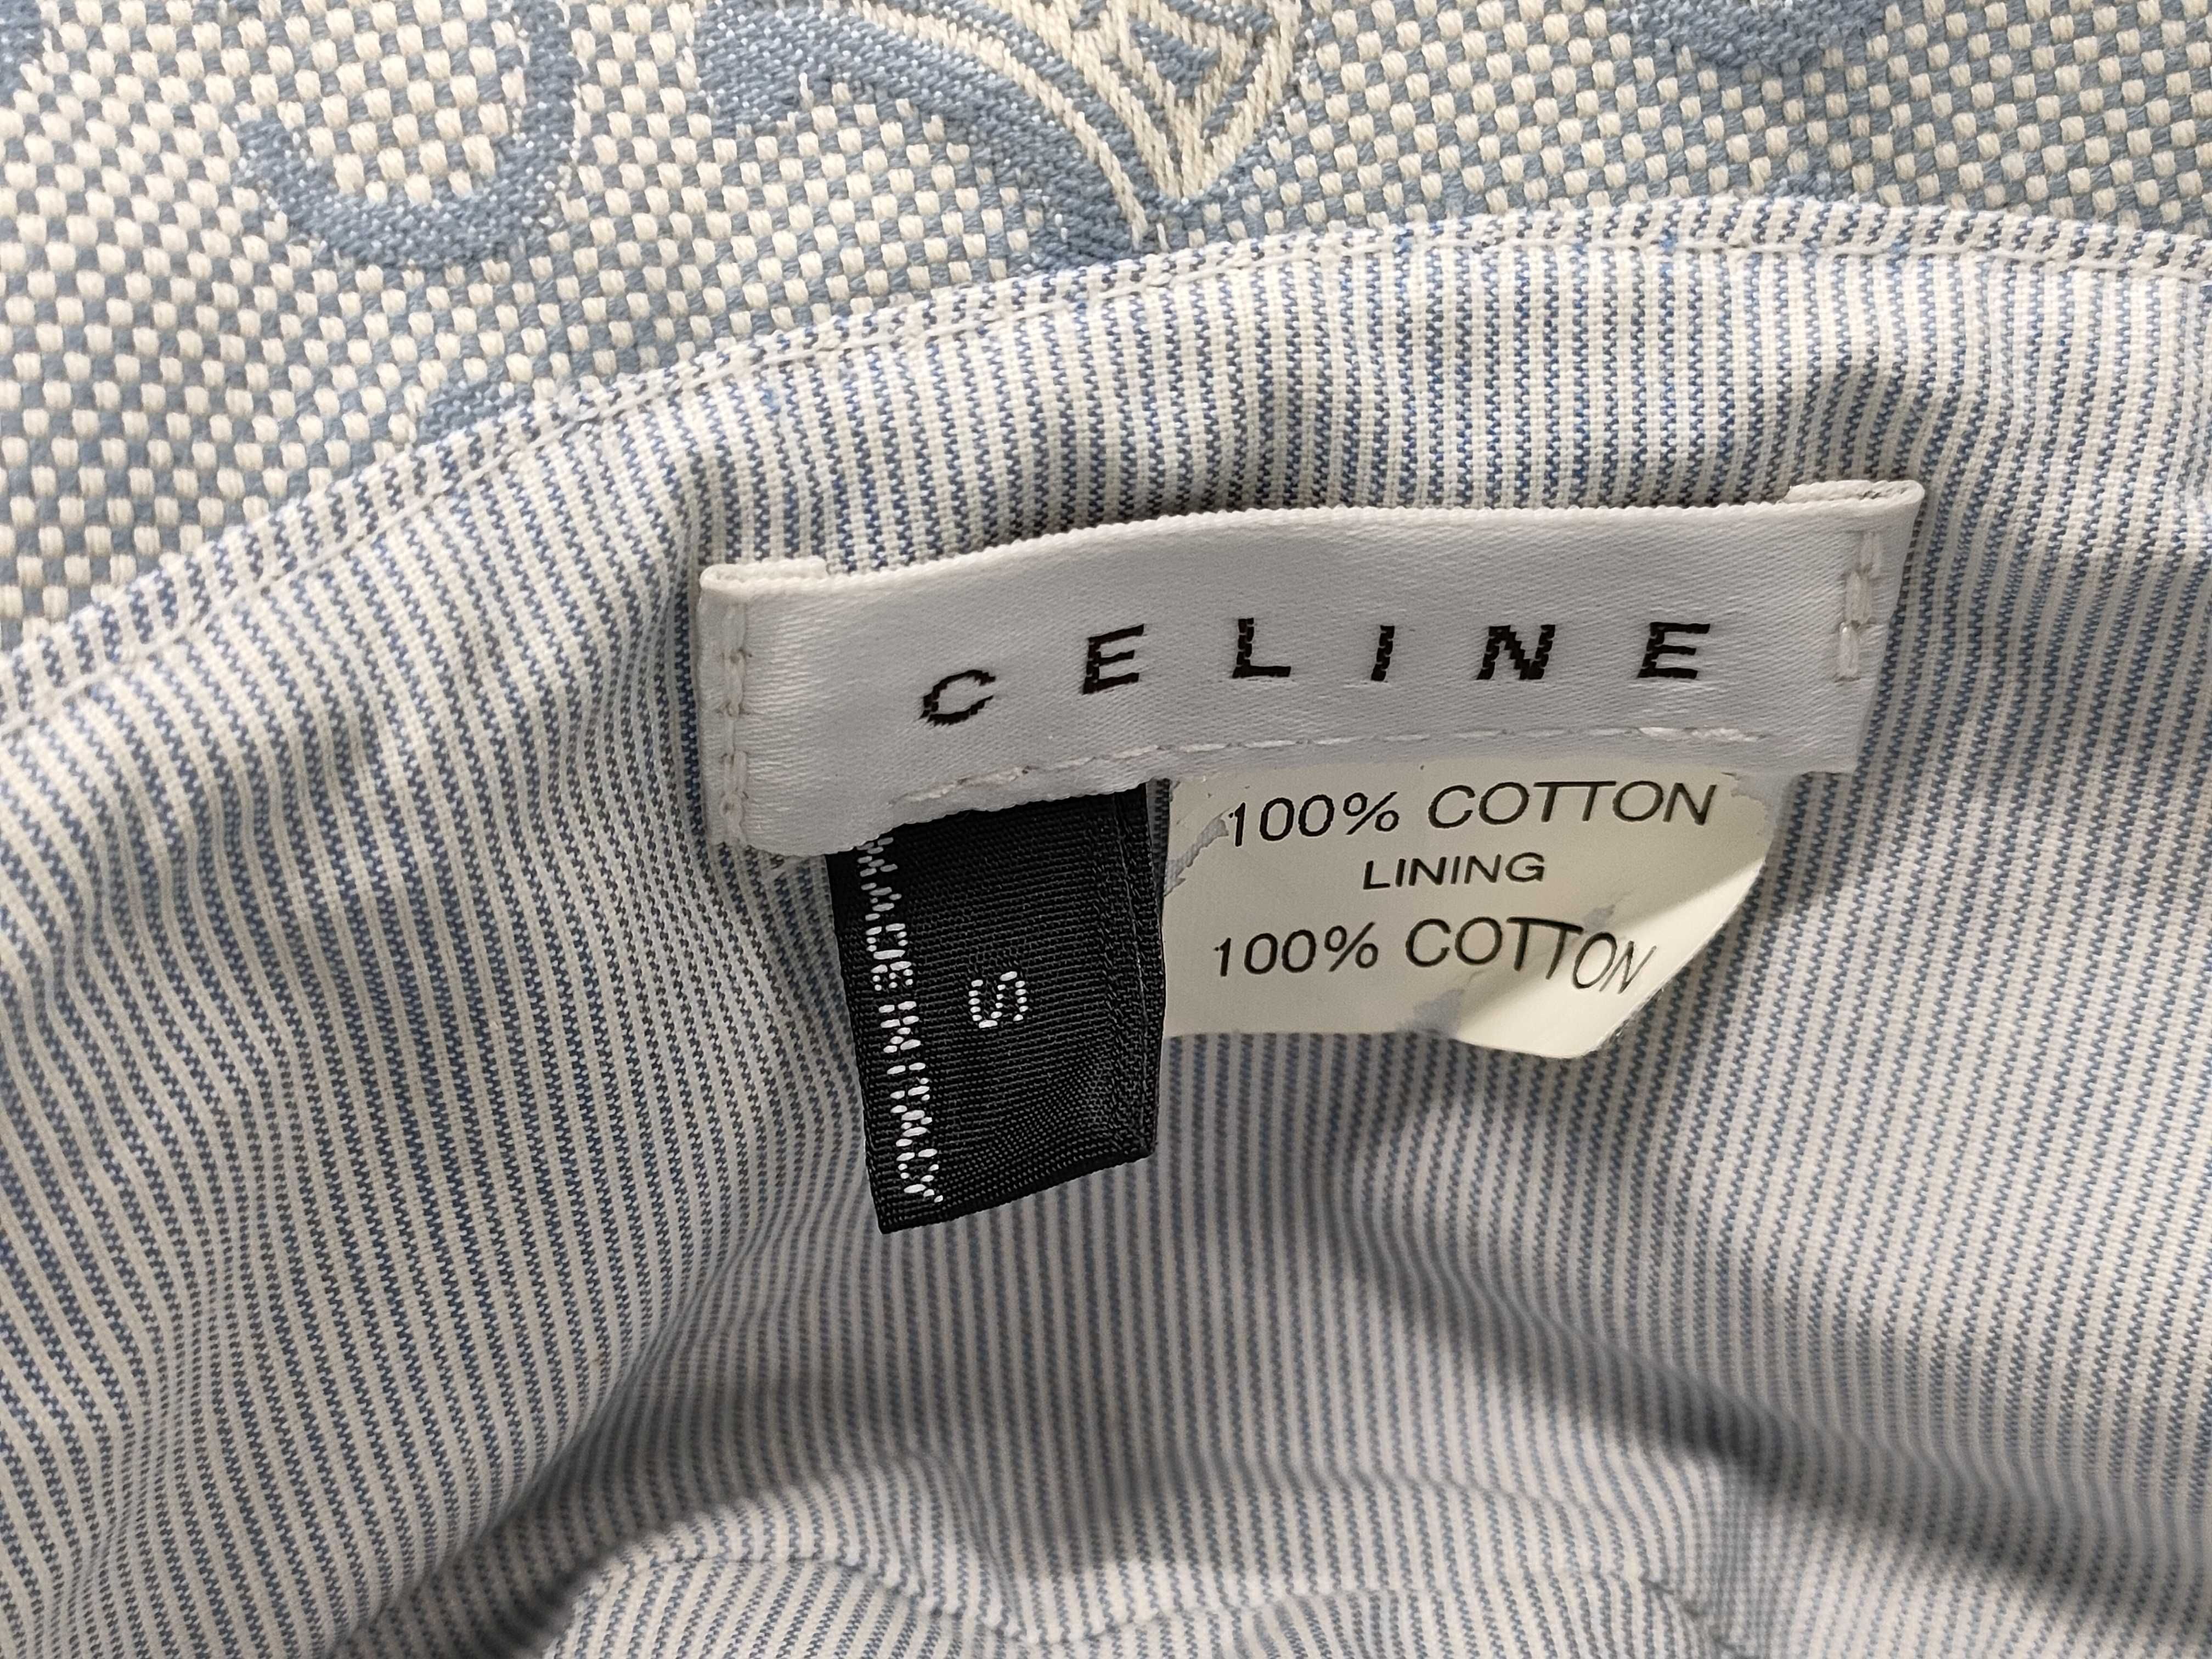 CELINE
100% COTTON
LINING
100% COTTON
S
MADE IN ITALY